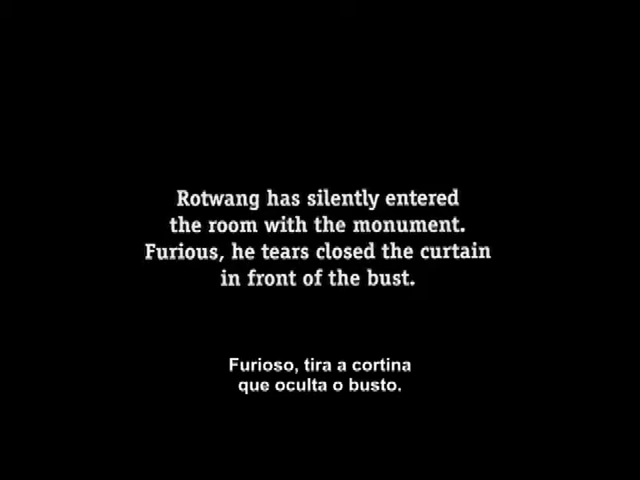 Rotwang has silently entered
the room with the monument.
Furious, he tears closed the curtain
in front of the bust.
Furioso, tira a cortina
que oculta o busto.